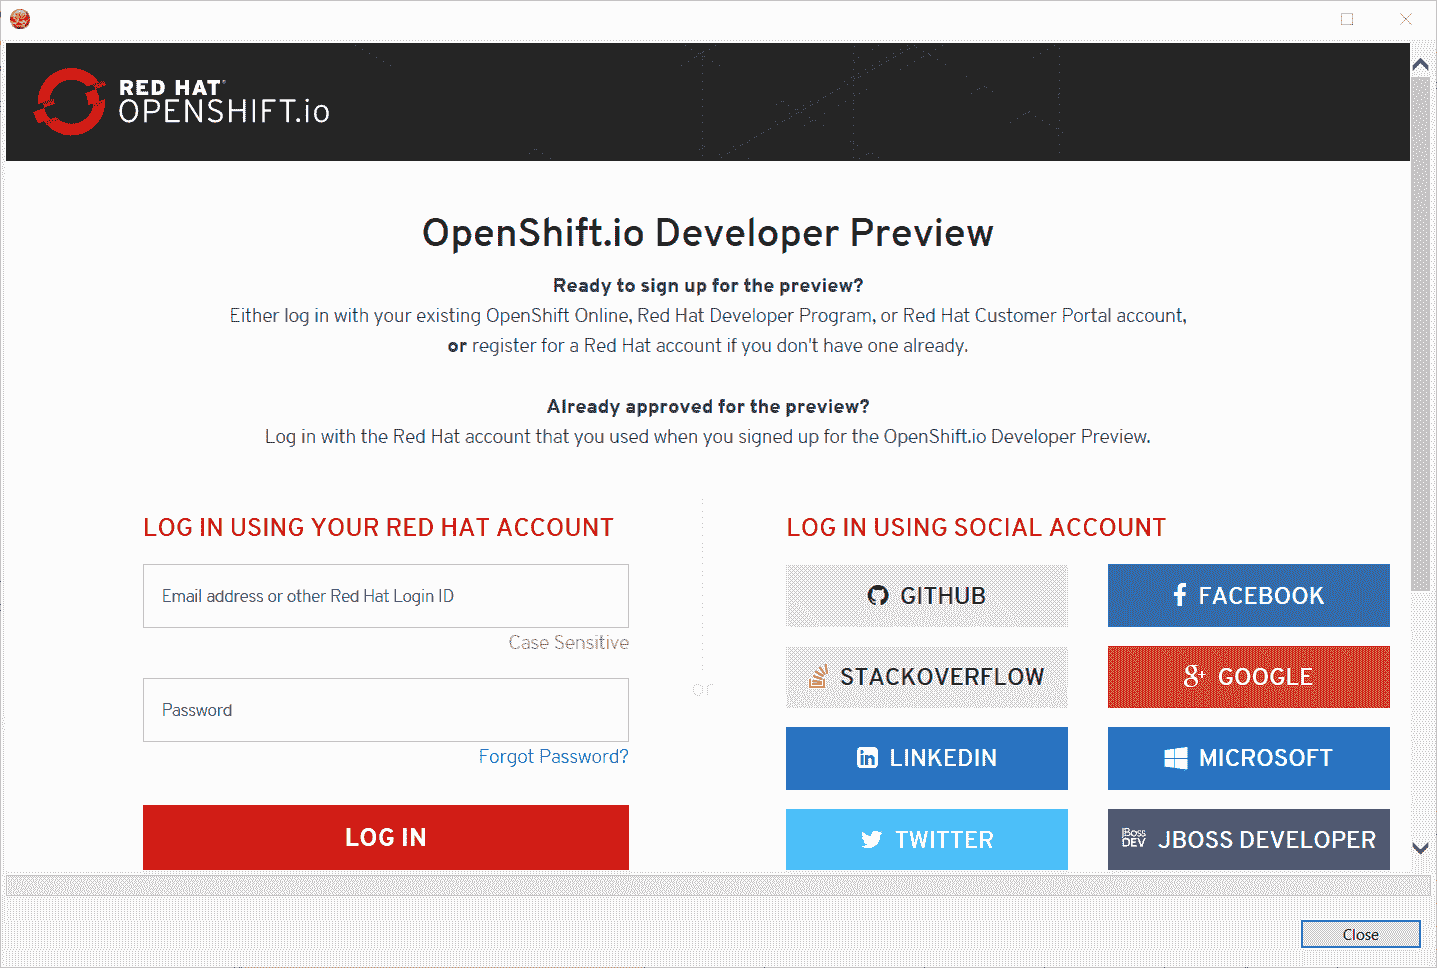 RED HAT®
OPENSHIFT.io
OpenShift.io Developer Preview
Ready to sign up for the preview?
Either log in with your existing OpenShift Online, Red Hat Developer Program, or Red Hat Customer Portal account,
or register for a Red Hat account if you don't have one already.
Already approved for the preview?
Log in with the Red Hat account that you used when you signed up for the OpenShift.io Developer Preview.
LOG IN USING YOUR RED HAT ACCOUNT
Email address or other Red Hat Login ID
Case Sensitive
Password
Forgot Password?
LOG IN
or
LOG IN USING SOCIAL ACCOUNT
GITHUB
FACEBOOK
STACKOVERFLOW
g+ GOOGLE
in LINKEDIN
MICROSOFT
TWITTER
JBoss
DEV
JBOSS DEVELOPER
Close